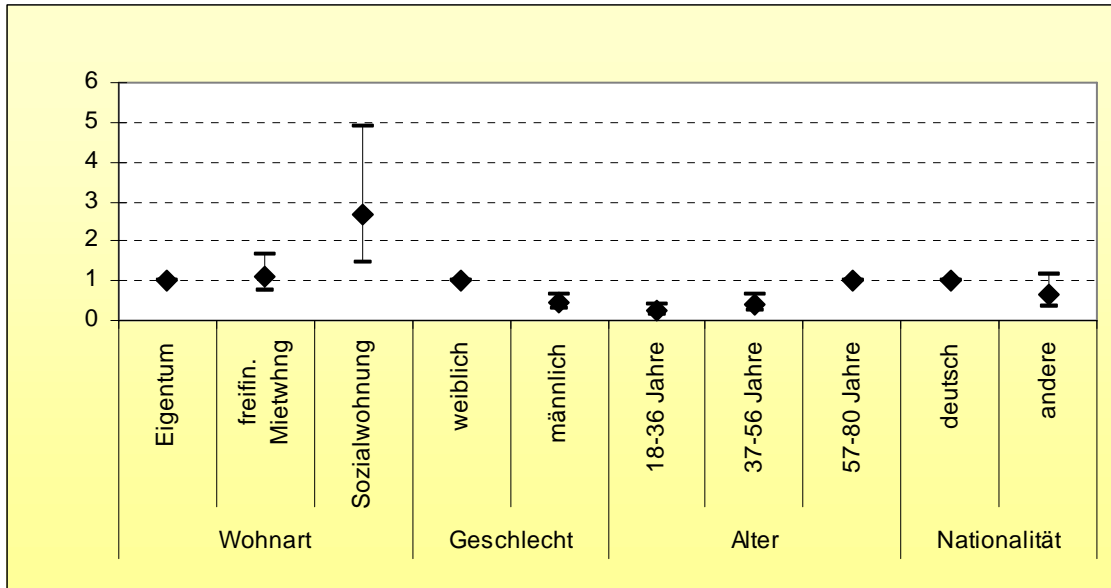 6
5
4
3
2
1
0
Eigentum
freifin.
Mietwhng
Sozialwohnung
weiblich
männlich
18-36 Jahre
37-56 Jahre
57-80 Jahre
deutsch
andere
Wohnart
Geschlecht
Alter
Nationalität